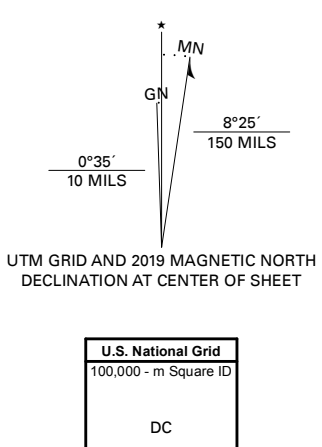 ★
MN
GN
8°25´
150 MILS
0°35´
10 MILS
UTM GRID AND 2019 MAGNETIC NORTH
DECLINATION AT CENTER OF SHEET
U.S. National Grid
100,000 - m Square ID
DC